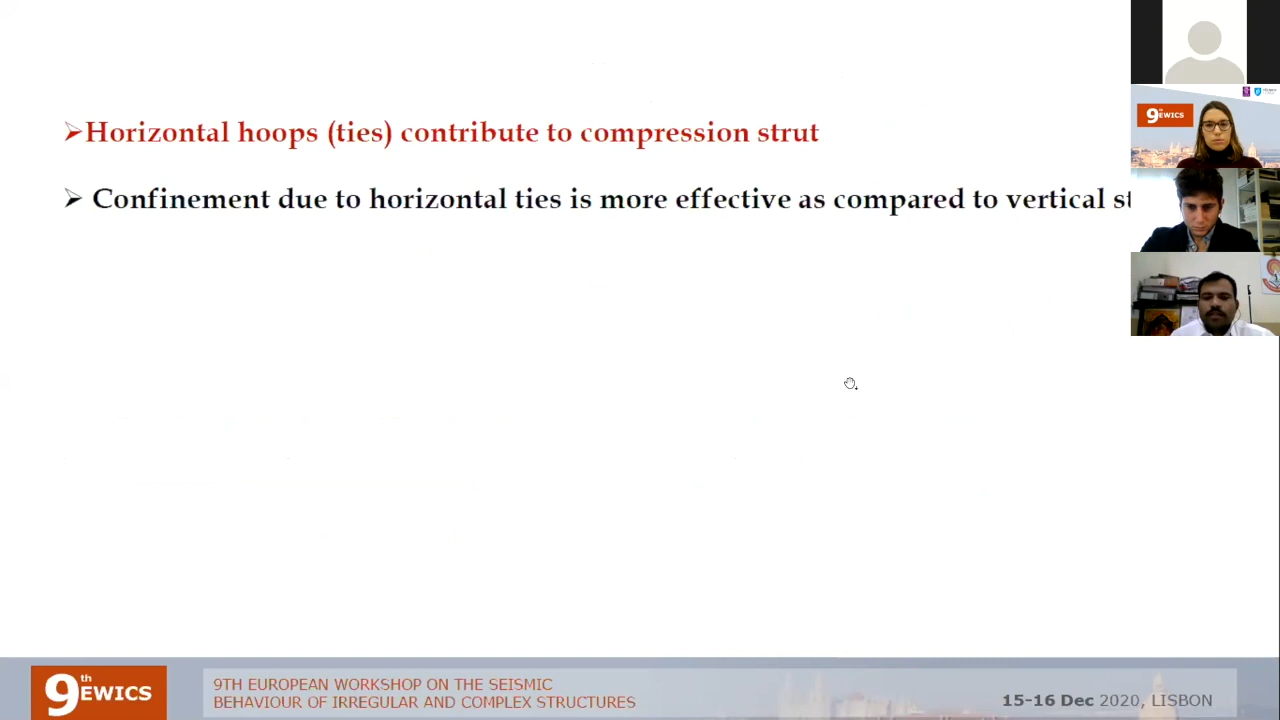 ➢Horizontal hoops (ties) contribute to compression strut
➢ Confinement due to horizontal ties is more effective as compared to vertical
9th EWICS
9th EWICS
9TH EUROPEAN WORKSHOP ON THE SEISMIC
BEHAVIOUR OF IRREGULAR AND COMPLEX STRUCTURES
15-16 Dec 2020, LISBON